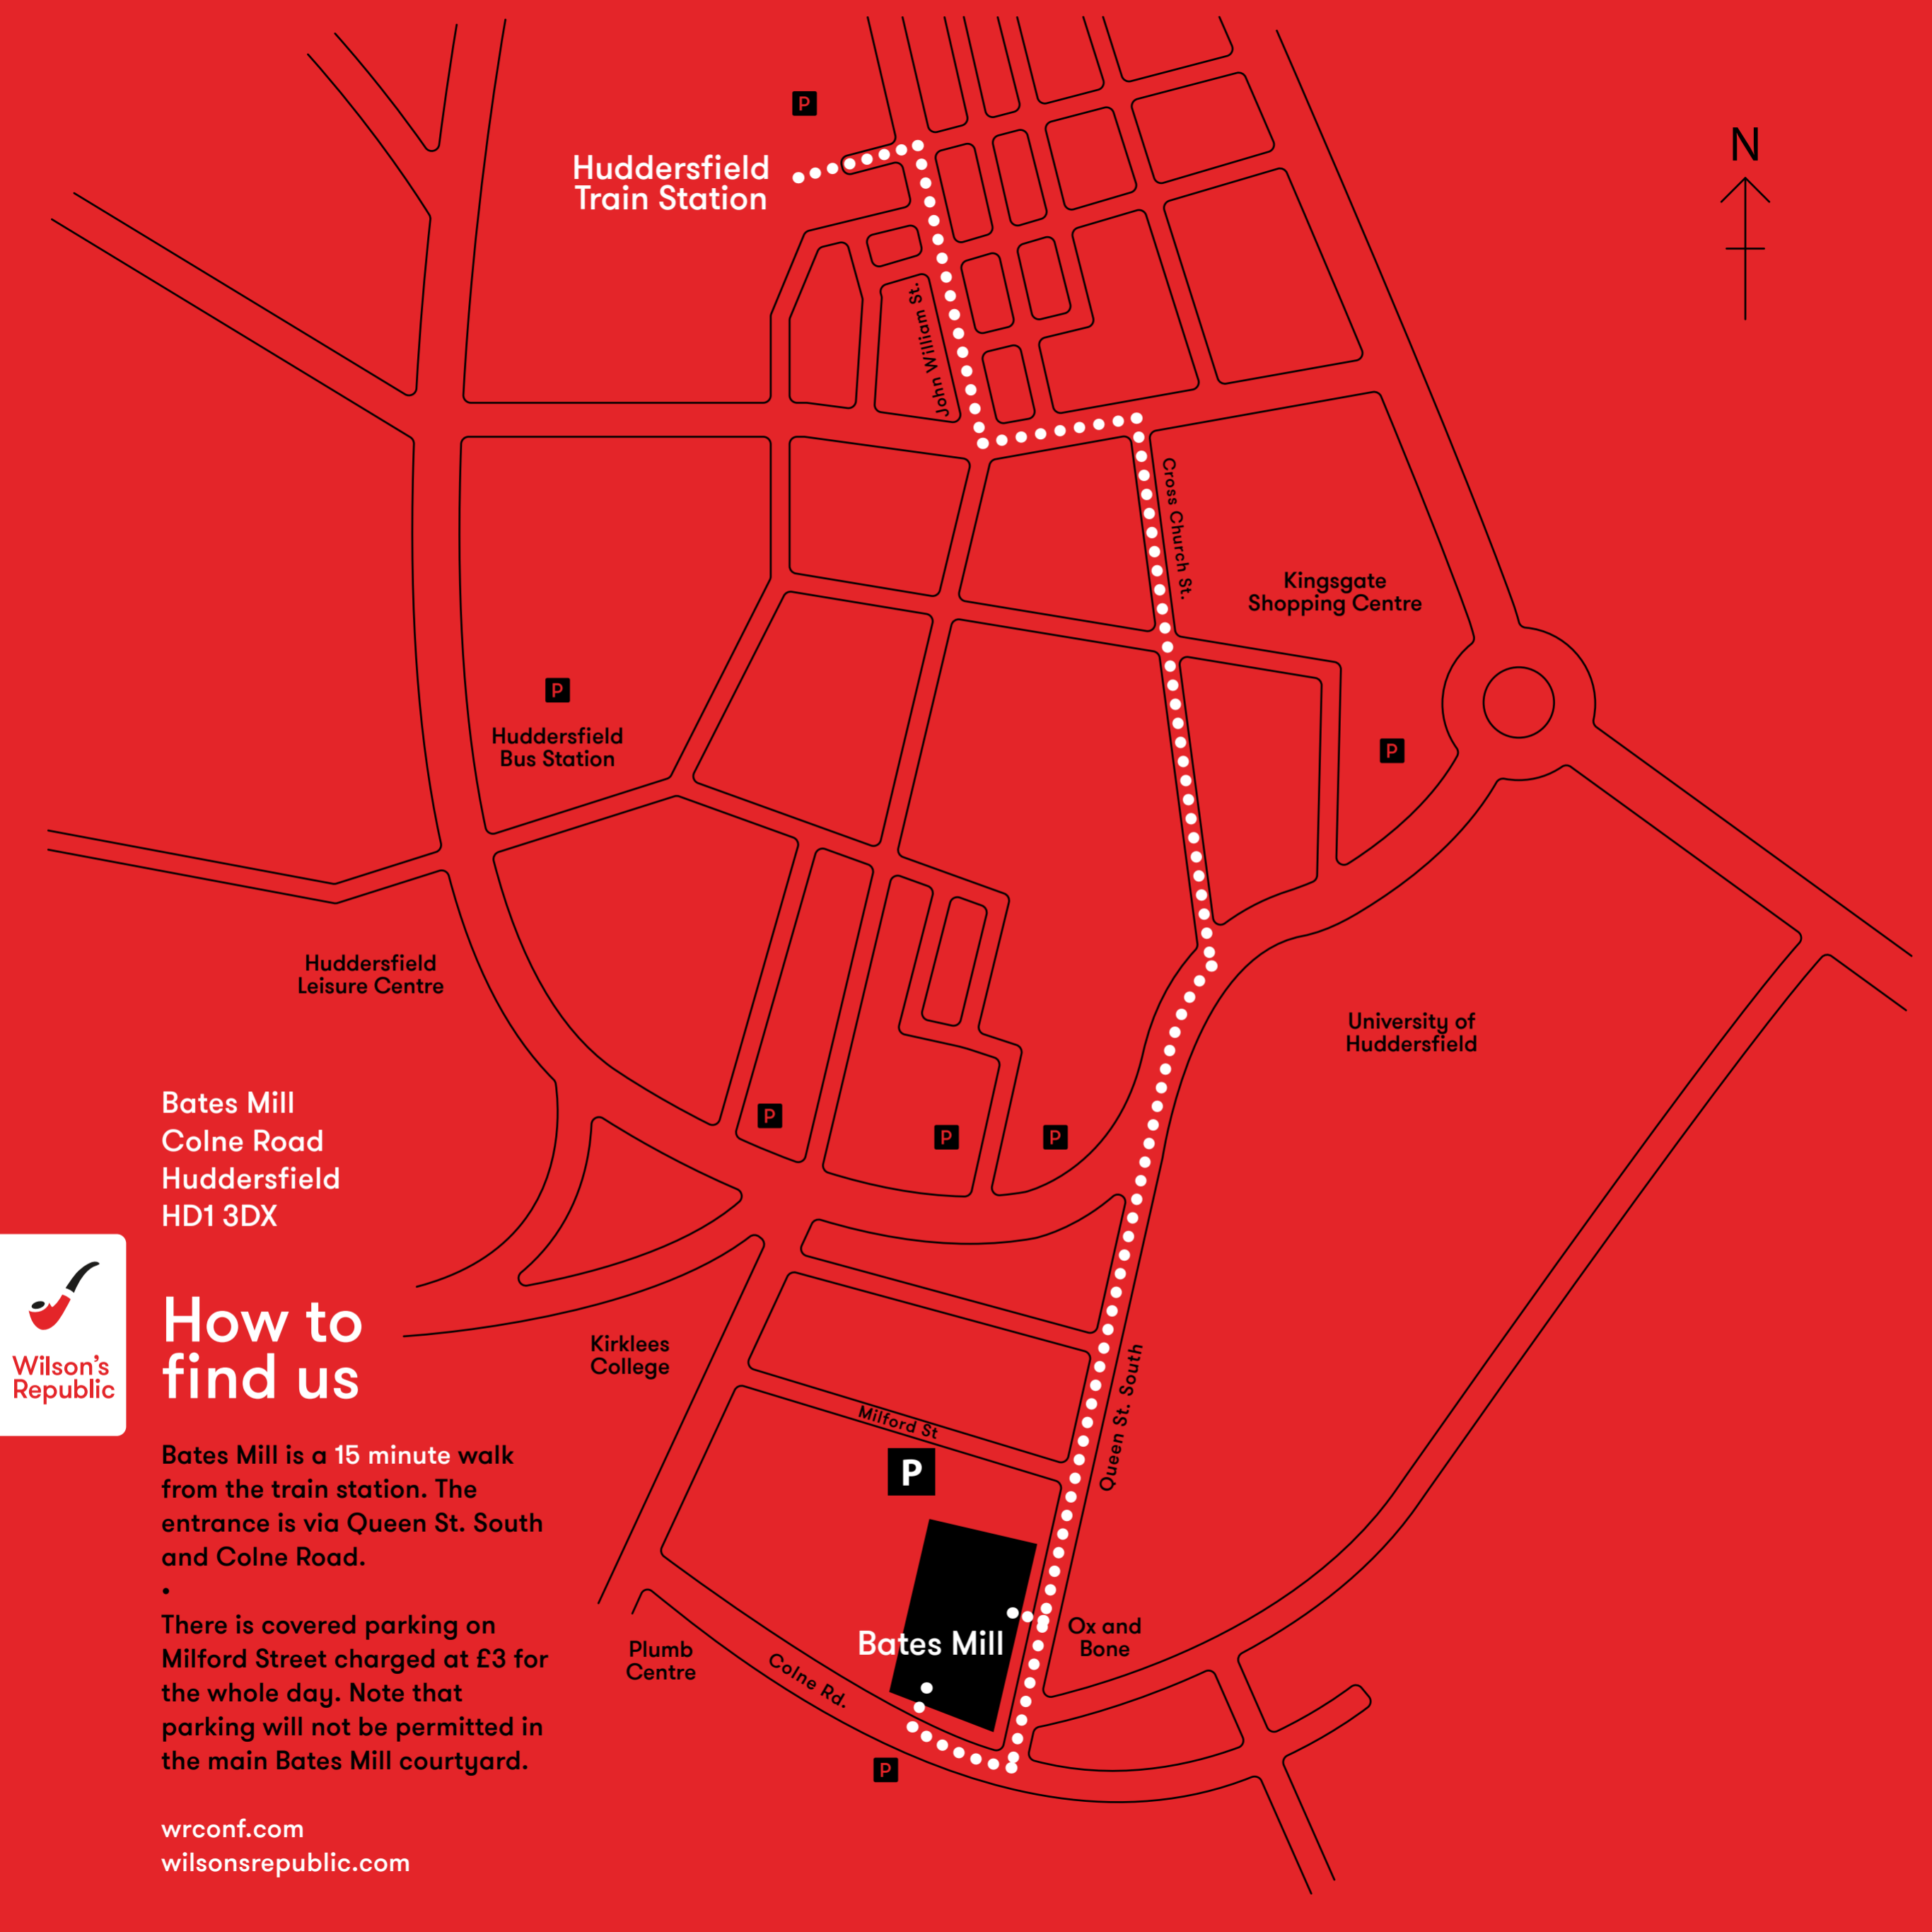 P
Huddersfield
Train Station
N
John William St.
Cross Church St.
Kingsgate
Shopping Centre
P
Huddersfield
Bus Station
P
Huddersfield
Leisure Centre
University of
Huddersfield
P
P
P
Bates Mill
Colne Road
Huddersfield
HD1 3DX
Wilson's
Republic
How to
find us
Kirklees
College
Milford St
Queen St. South
P
Bates Mill is a 15 minute walk
from the train station. The
entrance is via Queen St. South
and Colne Road.
•
There is covered parking on
Milford Street charged at £3 for
the whole day. Note that
parking will not be permitted in
the main Bates Mill courtyard.
Bates Mill
Ox and
Bone
Plumb
Centre
Colne Rd.
P
wrconf.com
wilsonsrepublic.com